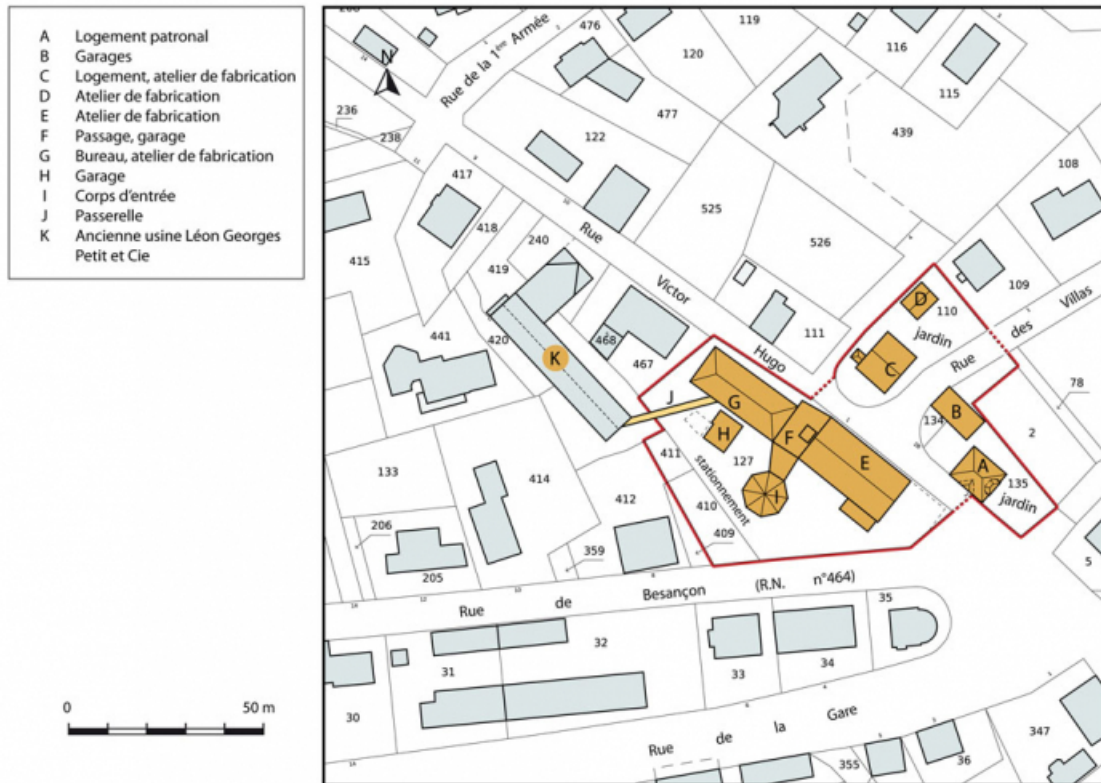 A Logement patronal
B Garages
C Logement, atelier de fabrication
D Atelier de fabrication
E Atelier de fabrication
F Passage, garage
G Bureau, atelier de fabrication
H Garage
I Corps d'entrée
J Passerelle
K Ancienne usine Léon Georges
Petit et Cie
0 50 m
N
Rue de la 1ère Armée
476
119
120
116
115
477
439
236
238
122
108
417
525
418
240
526
415
419
Rue Victor Hugo
109
D
110
jardin
Rue des Villas
441
420
K
468
467
111
C
78
J
G
B
134
2
H
F
E
A
135
jardin
127
I
stationnement
411
410
409
133
414
412
206
205
359
Rue de Besançon (R.N. n°464)
5
35
32
31
33
34
30
Rue de la Gare
347
355
36